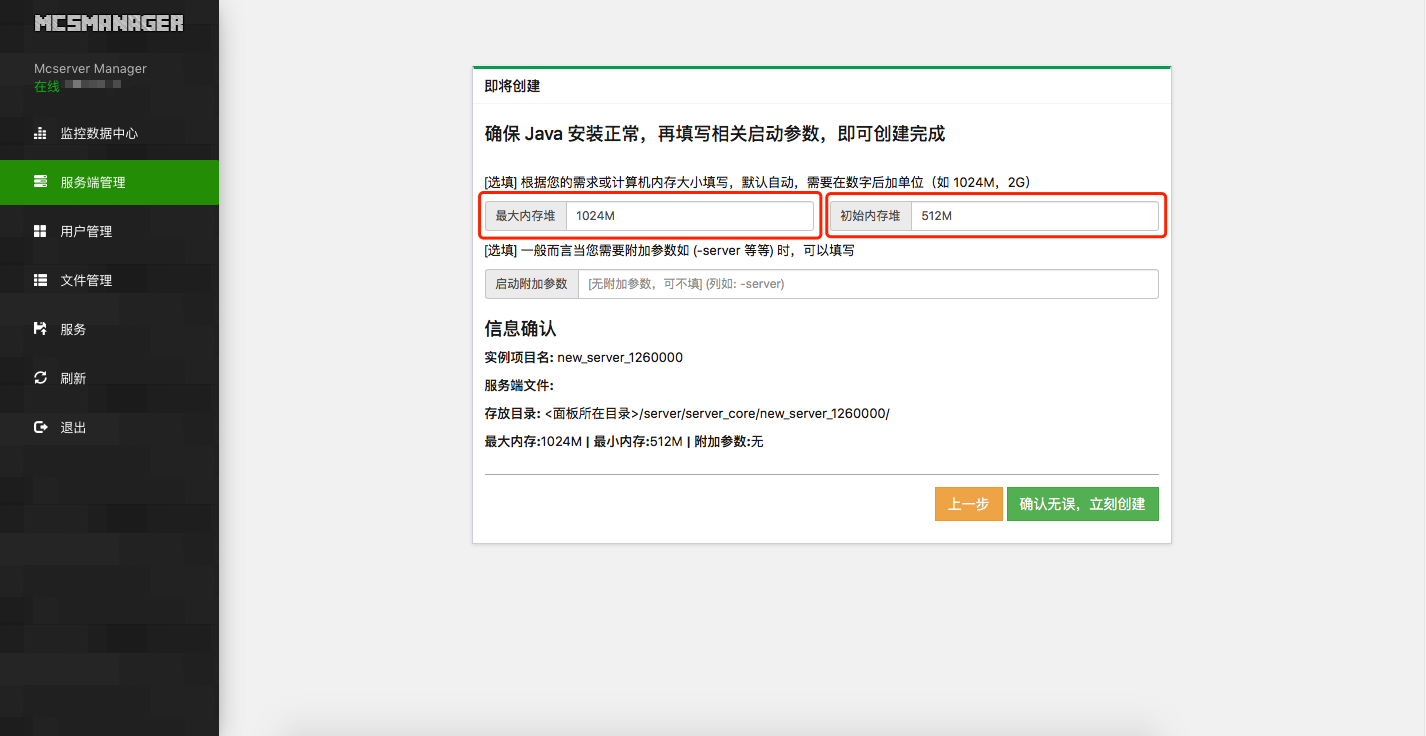 MCSMANAGER
Mcserver Manager
在线
监控数据中心
服务端管理
用户管理
文件管理
服务
刷新
退出
即将创建
确保 Java 安装正常，再填写相关启动参数，即可创建完成
[选填] 根据您的需求或计算机内存大小填写，默认自动，需要在数字后加单位（如 1024M，2G）
最大内存堆 1024M 初始内存堆 512M
[选填] 一般而言当您需要附加参数如 (-server 等等) 时，可以填写
启动附加参数 [无附加参数，可不填] (列如: -server)
信息确认
实例项目名: new_server_1260000
服务端文件:
存放目录: <面板所在目录>/server/server_core/new_server_1260000/
最大内存:1024M | 最小内存:512M | 附加参数:无
上一步 确认无误，立刻创建